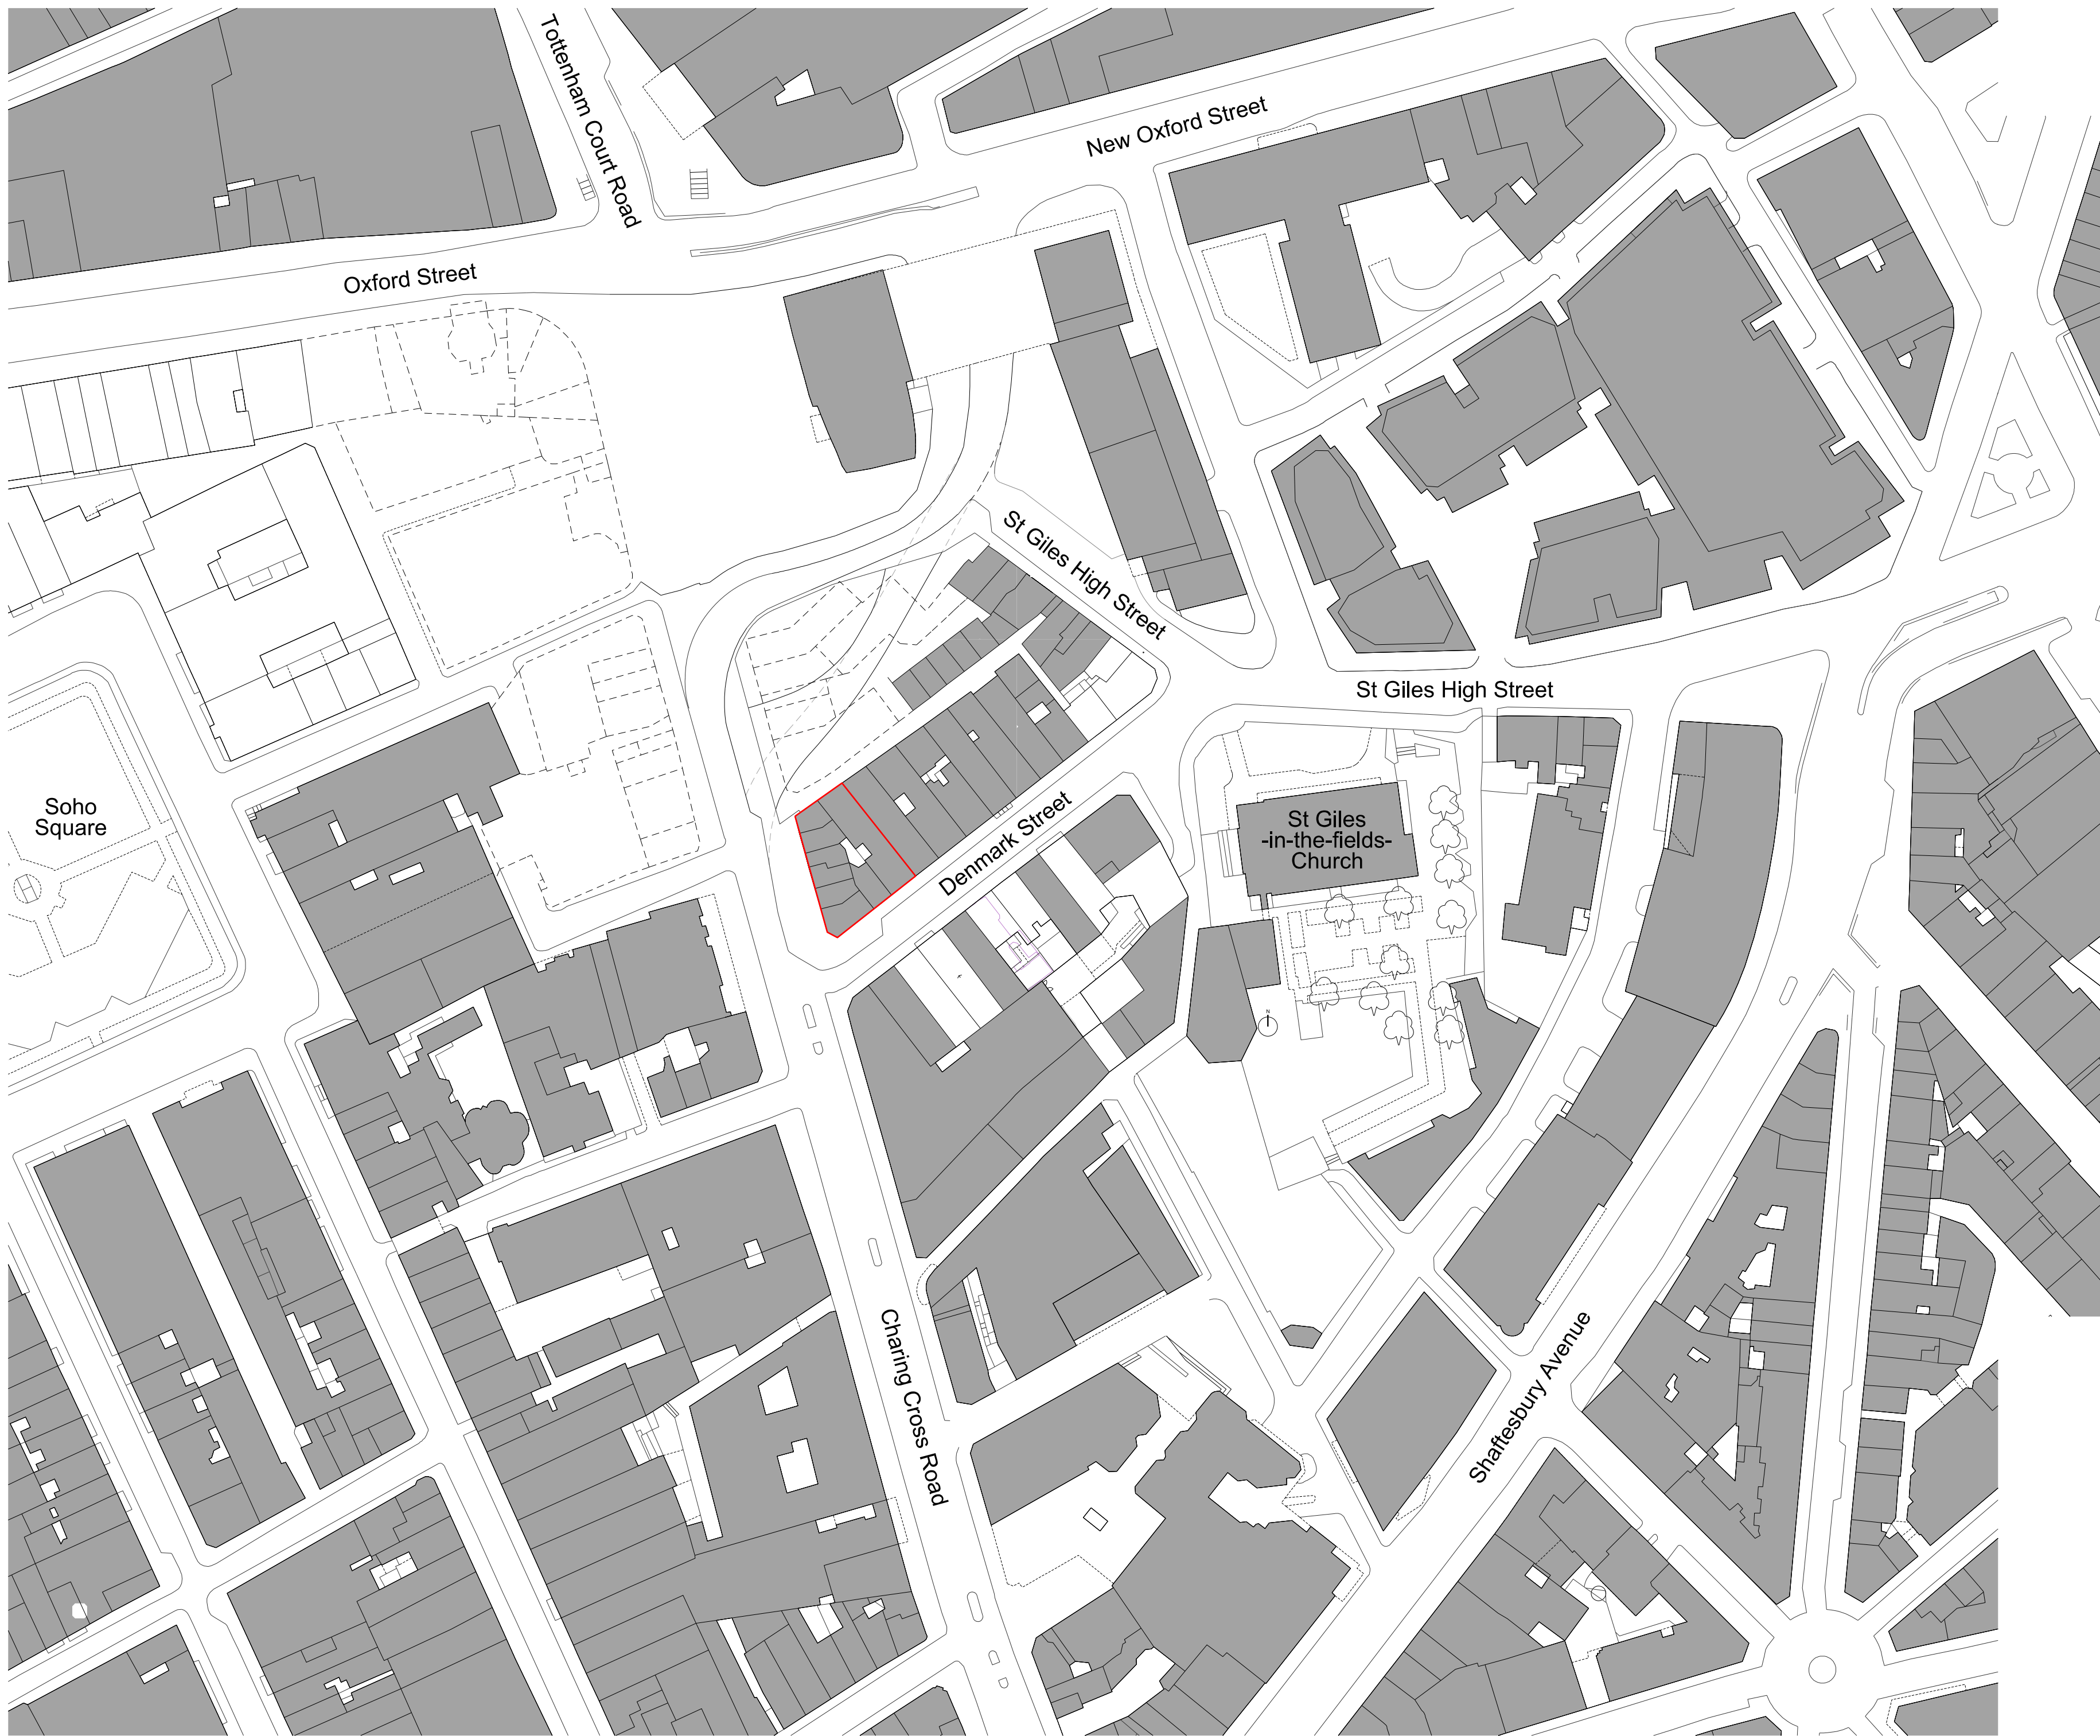 Tottenham Court Road
New Oxford Street
Oxford Street
St Giles High Street
St Giles High Street
Soho
Square
Denmark Street
St Giles
-in-the-fields-
Church
N
Charing Cross Road
Shaftesbury Avenue